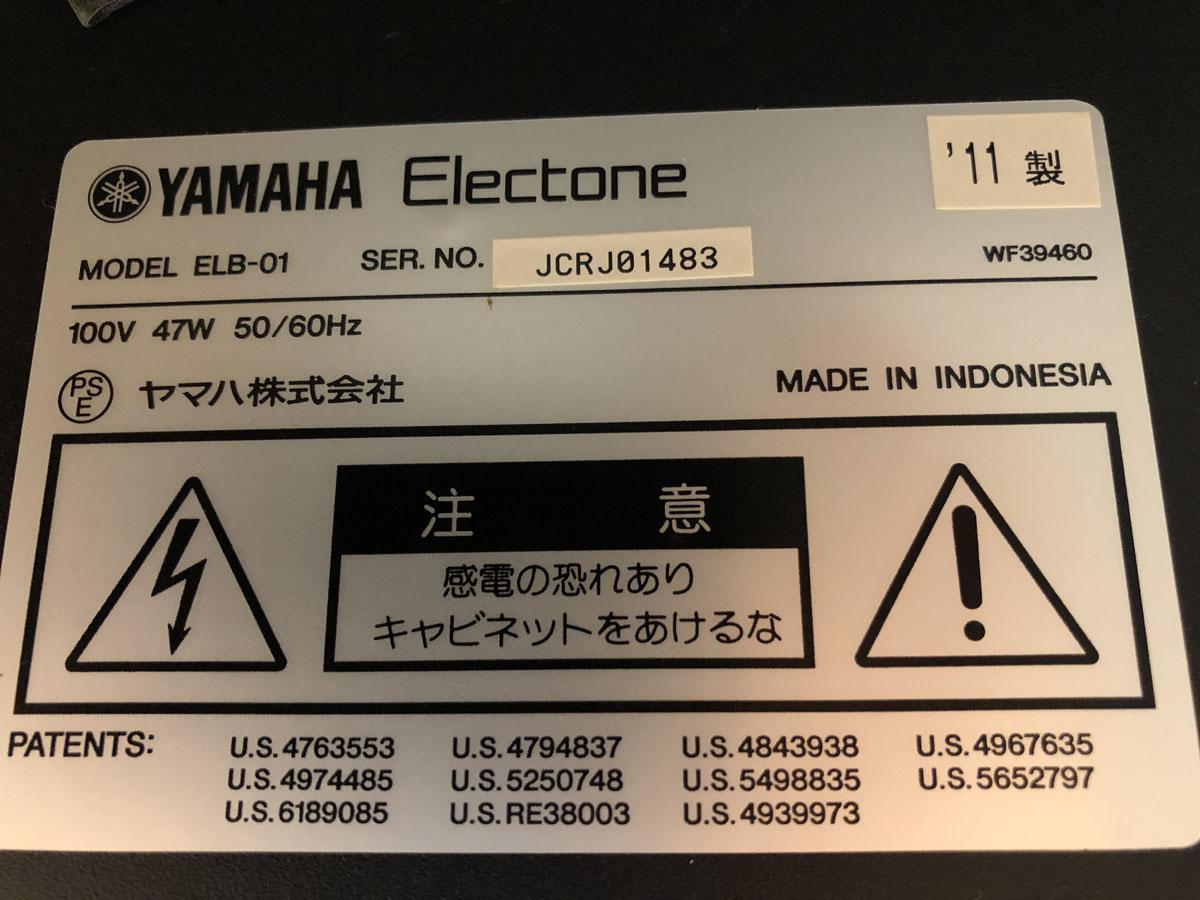 YAMAHA Electone
'11 製
MODEL ELB-01 SER. NO. JCRJ01483 WF39460
100V 47W 50/60Hz
PS E ヤマハ株式会社 MADE IN INDONESIA
注 意
感電の恐れあり
キャビネットをあけるな
PATENTS: U.S.4763553 U.S.4794837 U.S.4843938 U.S.4967635
U.S.4974485 U.S.5250748 U.S.5498835 U.S.5652797
U.S.6189085 U.S.RE38003 U.S.4939973